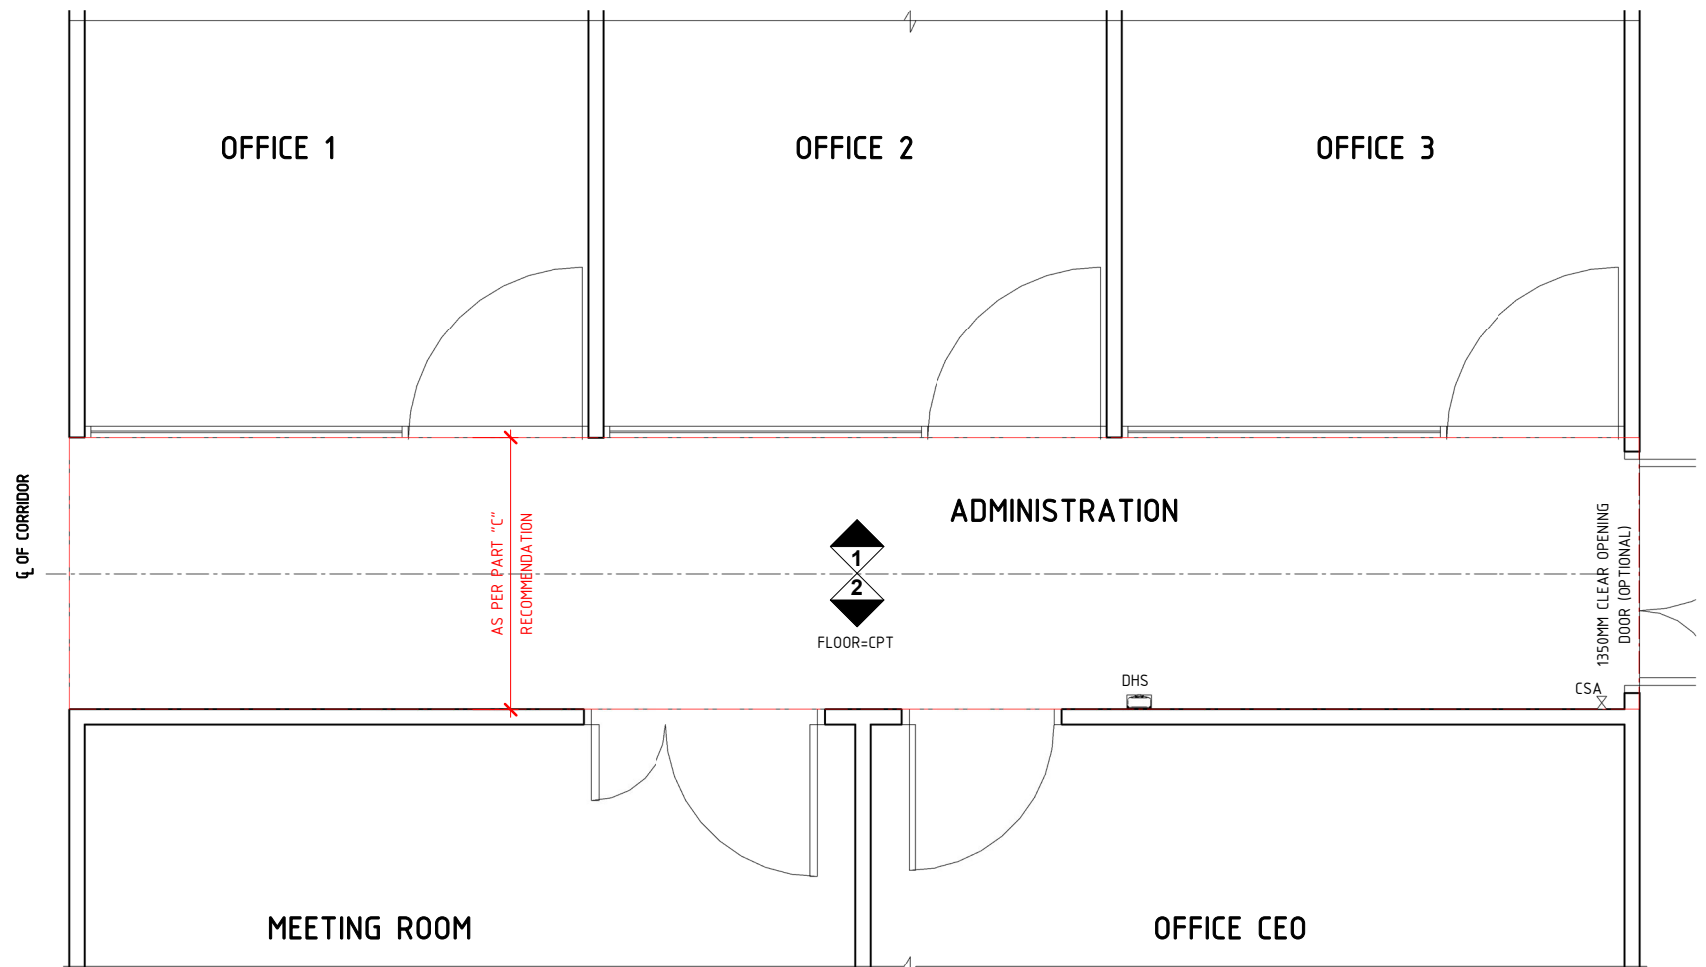 OFFICE 1
OFFICE 2
OFFICE 3
℄ OF CORRIDOR
AS PER PART "C"
RECOMMENDATION
ADMINISTRATION
1
2
FLOOR=CPT
1350MM CLEAR OPENING
DOOR (OPTIONAL)
DHS
CSA
MEETING ROOM
OFFICE CEO